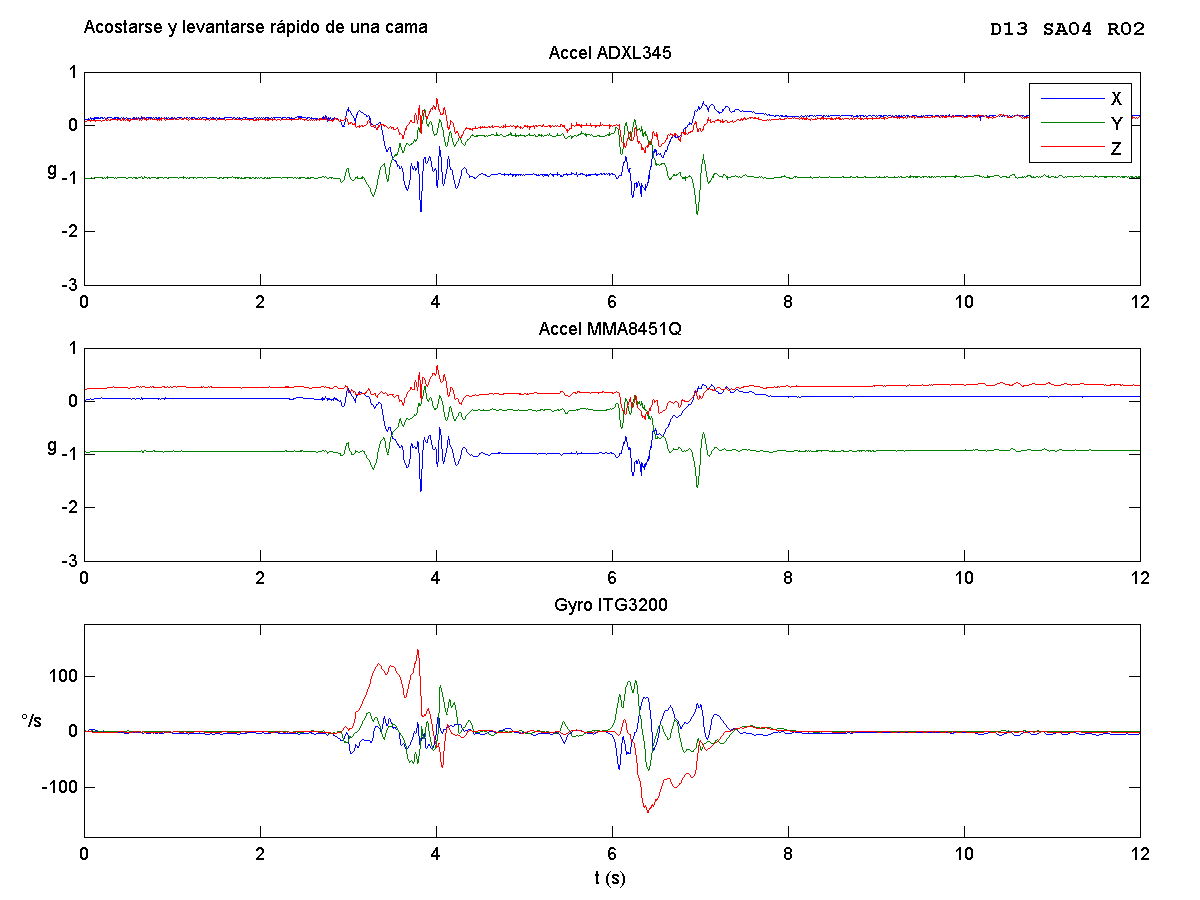 Acostarse y levantarse rápido de una cama
D13 SA04 R02
Accel ADXL345
1
0
-1
-2
-3
g
X
Y
Z
0 2 4 6 8 10 12
Accel MMA8451Q
1
0
-1
-2
-3
g
0 2 4 6 8 10 12
Gyro ITG3200
100
0
-100
°/s
0 2 4 6 8 10 12
t (s)